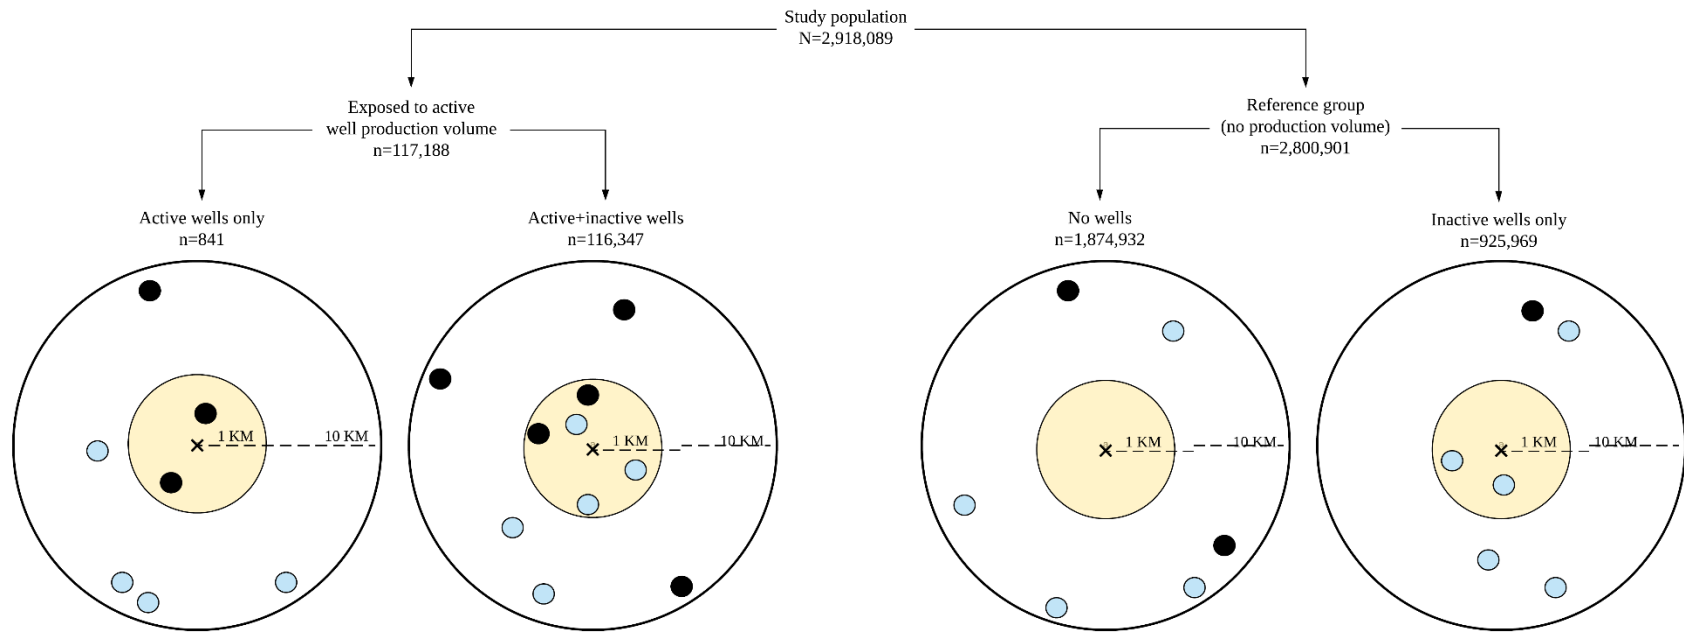 Study population
N=2,918,089
Exposed to active
well production volume
n=117,188
Reference group
(no production volume)
n=2,800,901
Active wells only
n=841
Active+inactive wells
n=116,347
No wells
n=1,874,932
Inactive wells only
n=925,969
1 KM
10 KM
1 KM
10 KM
1 KM
10 KM
1 KM
10 KM